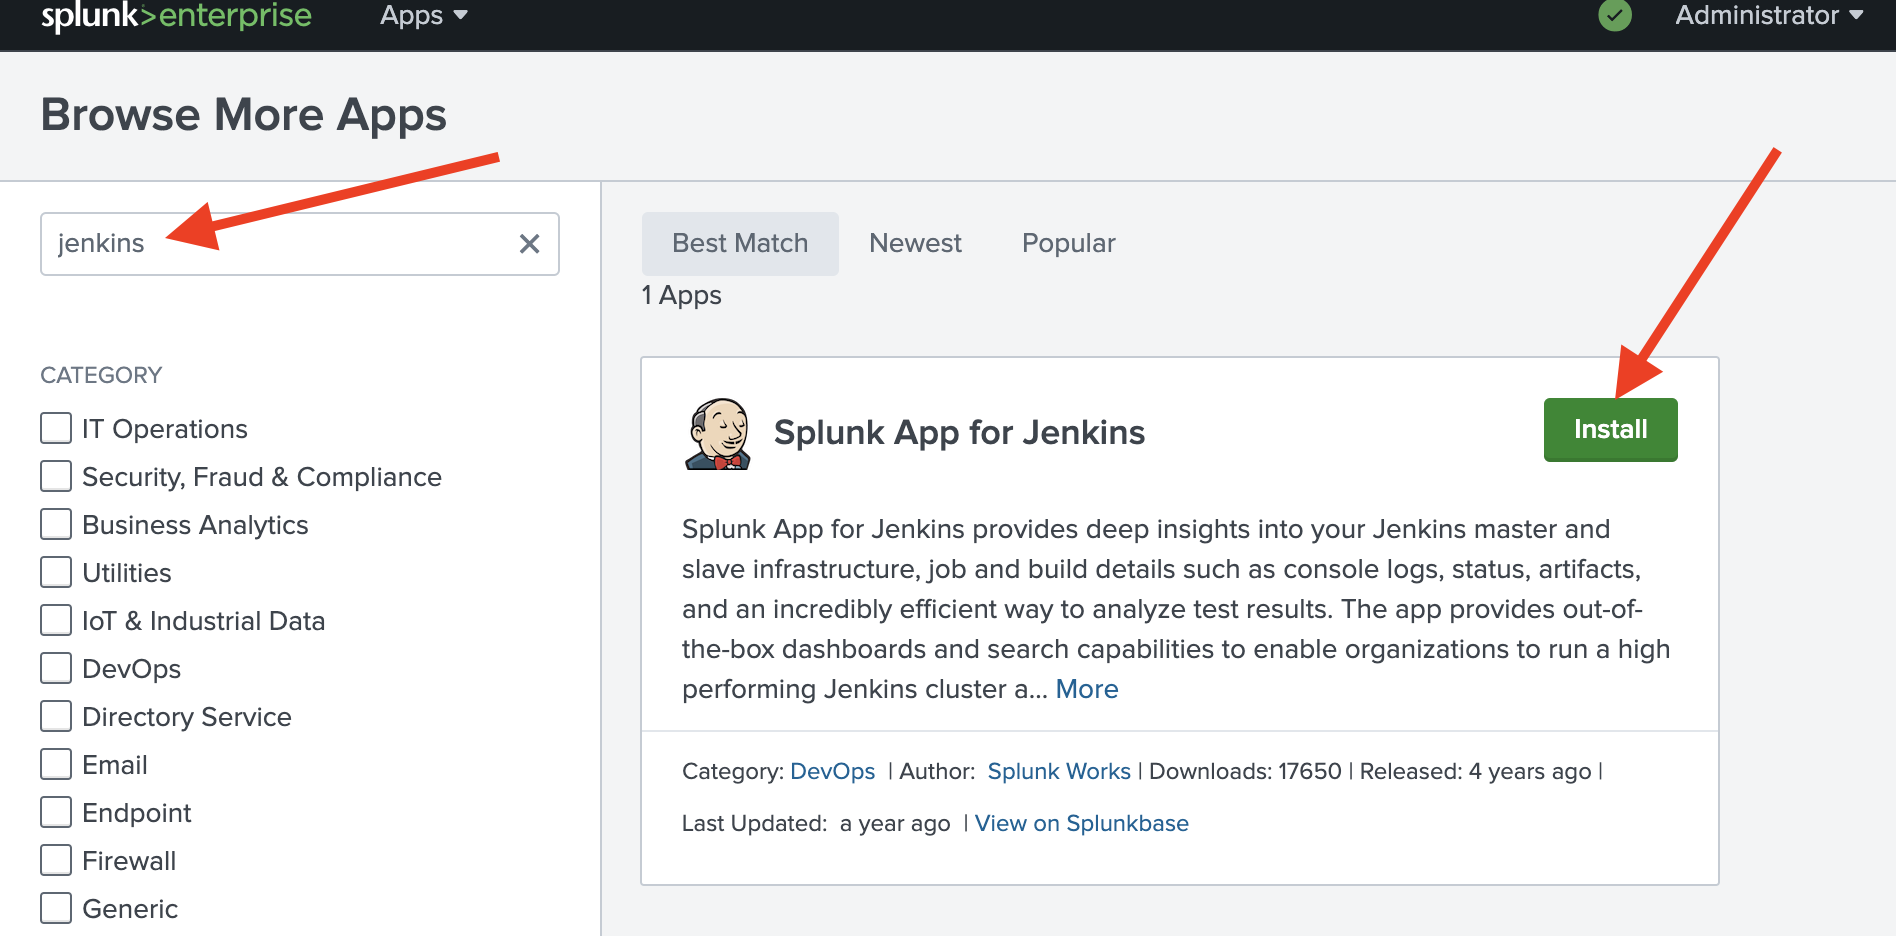 splunk>enterprise Apps Administrator
Browse More Apps
jenkins
CATEGORY
IT Operations
Security, Fraud & Compliance
Business Analytics
Utilities
IoT & Industrial Data
DevOps
Directory Service
Email
Endpoint
Firewall
Generic
Best Match Newest Popular
1 Apps
Splunk App for Jenkins
Install
Splunk App for Jenkins provides deep insights into your Jenkins master and
slave infrastructure, job and build details such as console logs, status, artifacts,
and an incredibly efficient way to analyze test results. The app provides out-of-
the-box dashboards and search capabilities to enable organizations to run a high
performing Jenkins cluster a... More
Category: DevOps | Author: Splunk Works | Downloads: 17650 | Released: 4 years ago |
Last Updated: a year ago | View on Splunkbase